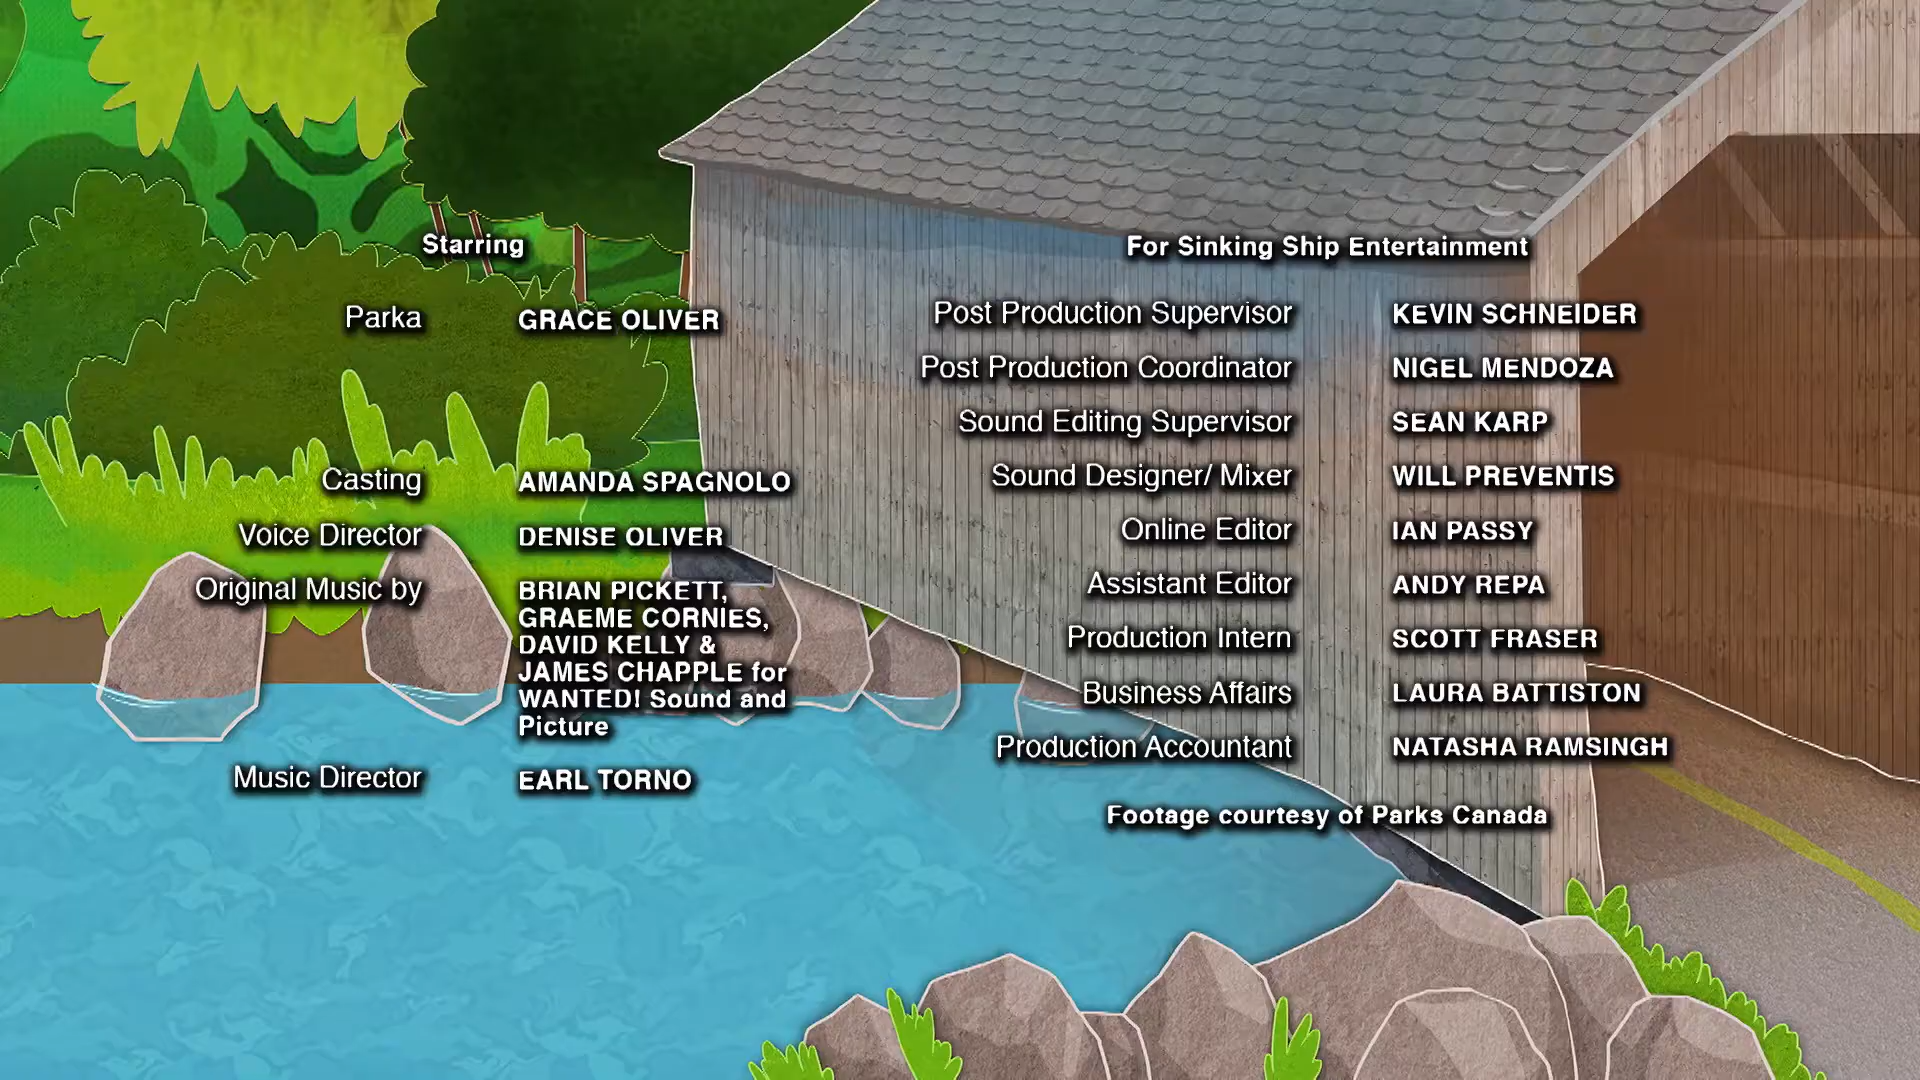 Starring
Parka GRACE OLIVER
Casting AMANDA SPAGNOLO
Voice Director DENISE OLIVER
Original Music by BRIAN PICKETT,
GRAEME CORNIES,
DAVID KELLY &
JAMES CHAPPLE for
WANTED! Sound and
Picture
Music Director EARL TORNO
For Sinking Ship Entertainment
Post Production Supervisor KEVIN SCHNEIDER
Post Production Coordinator NIGEL MENDOZA
Sound Editing Supervisor SEAN KARP
Sound Designer/ Mixer WILL PREVENTIS
Online Editor IAN PASSY
Assistant Editor ANDY REPA
Production Intern SCOTT FRASER
Business Affairs LAURA BATTISTON
Production Accountant NATASHA RAMSINGH
Footage courtesy of Parks Canada